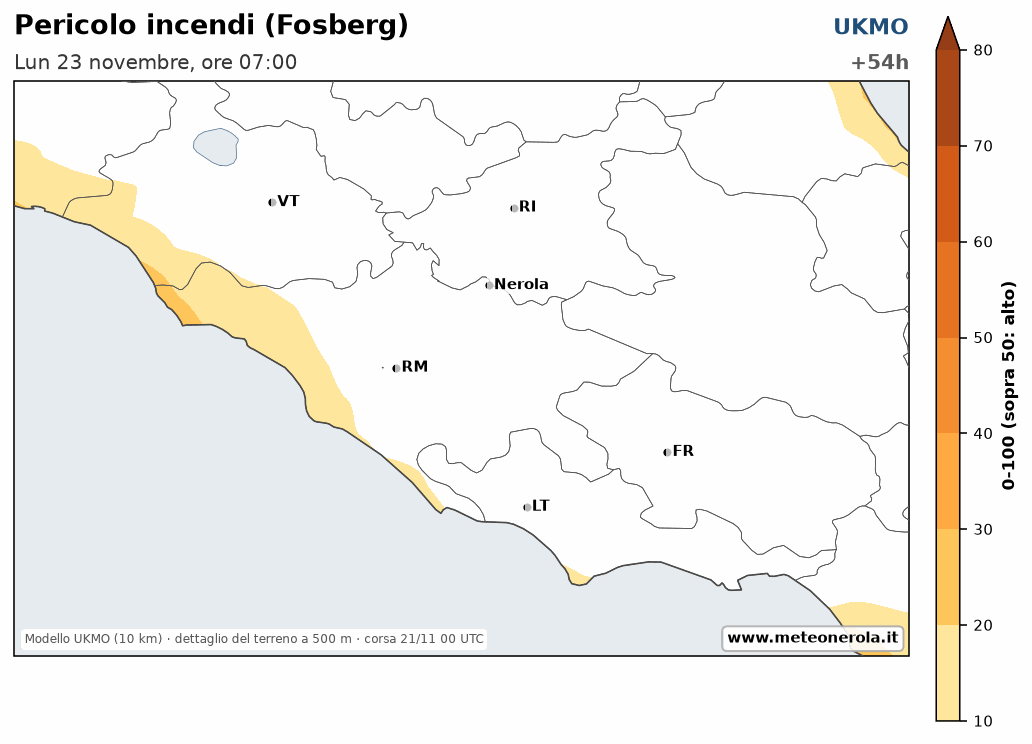 Pericolo incendi (Fosberg)
UKMO
Lun 23 novembre, ore 07:00
+54h
80
70
60
50
40
30
20
10
0-100 (sopra 50: alto)
VT
RI
Nerola
RM
FR
LT
Modello UKMO (10 km) · dettaglio del terreno a 500 m · corsa 21/11 00 UTC
www.meteonerola.it